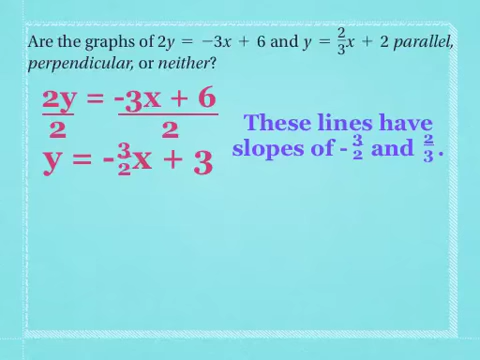 Are the graphs of 2y = −3x + 6 and y = 2/3x + 2 parallel,
perpendicular, or neither?
2y = -3x + 6
2 2
y = -3/2x + 3
These lines have
slopes of -3/2 and 2/3.